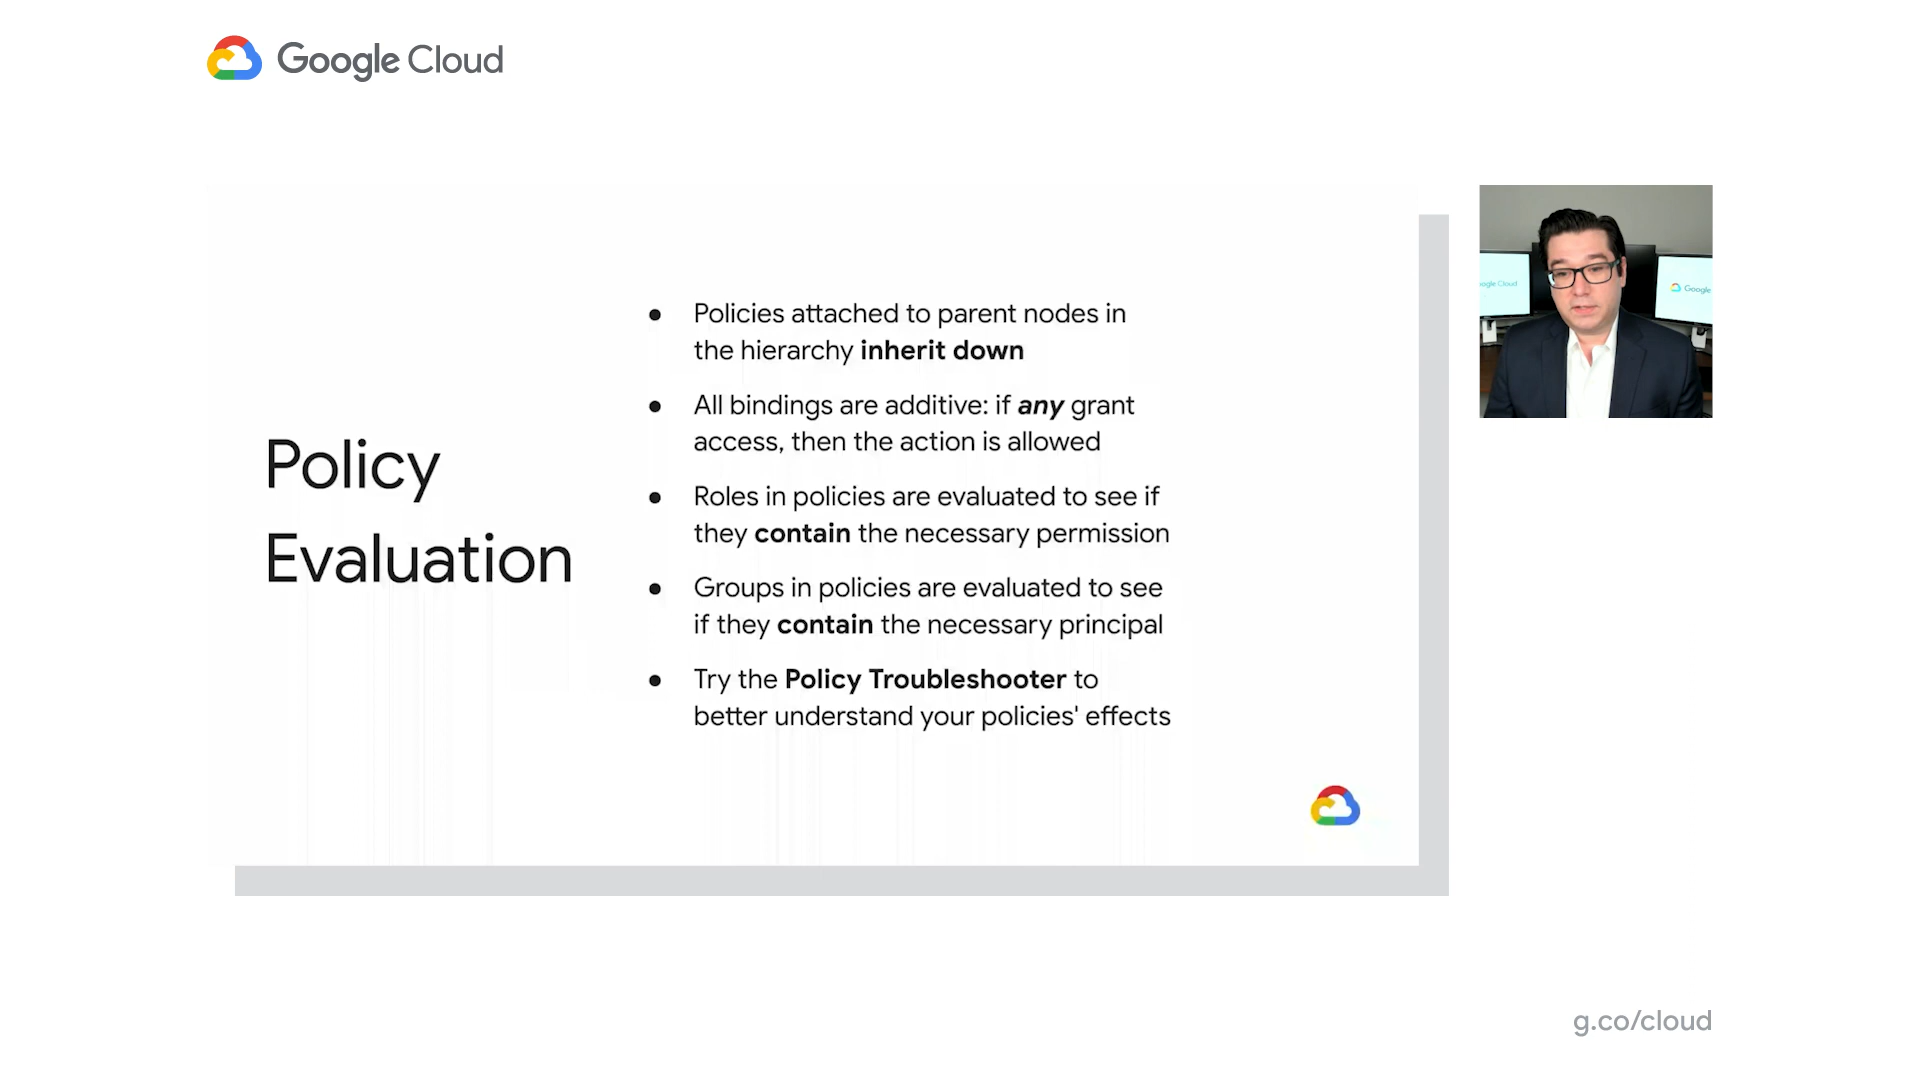 Google Cloud
Policy
Evaluation
● Policies attached to parent nodes in
the hierarchy inherit down
● All bindings are additive: if any grant
access, then the action is allowed
● Roles in policies are evaluated to see if
they contain the necessary permission
● Groups in policies are evaluated to see
if they contain the necessary principal
● Try the Policy Troubleshooter to
better understand your policies' effects
Cloud
Google
g.co/cloud